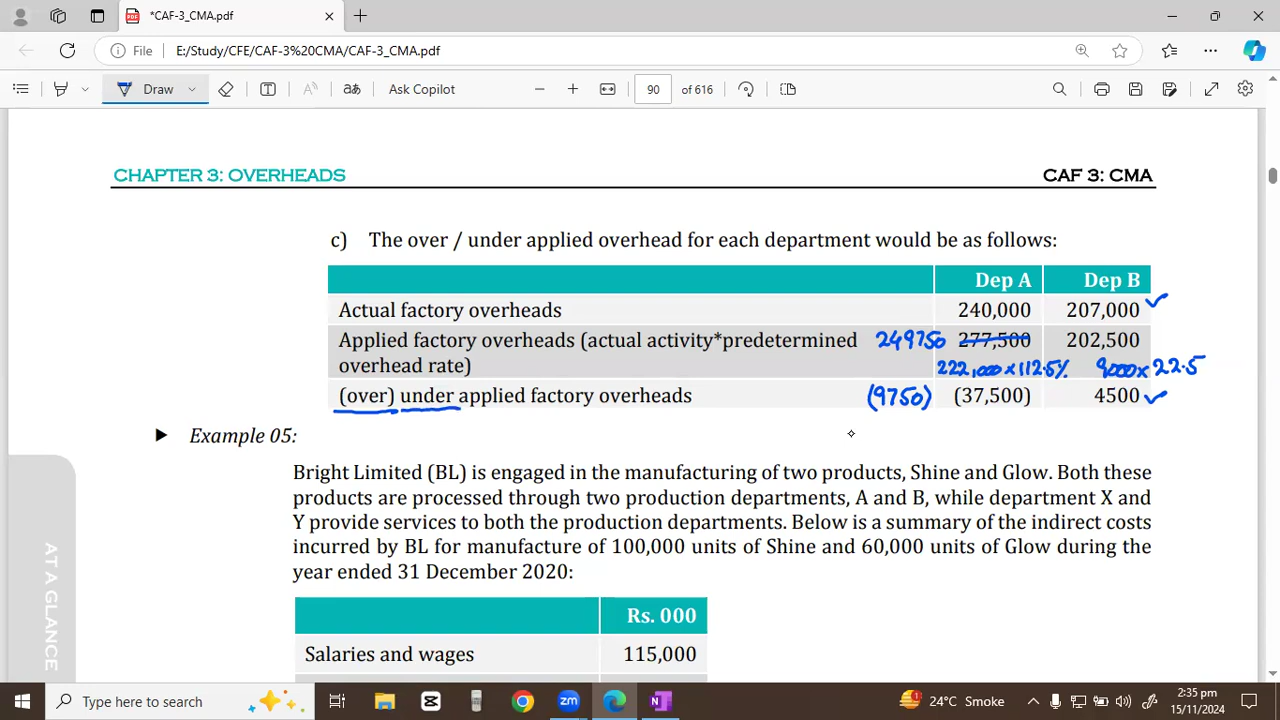 *CAF-3_CMA.pdf
File E:/Study/CFE/CAF-3%20CMA/CAF-3_CMA.pdf
Draw Ask Copilot 90 of 616
CHAPTER 3: OVERHEADS CAF 3: CMA
c) The over / under applied overhead for each department would be as follows:
Dep A Dep B
Actual factory overheads 240,000 207,000
Applied factory overheads (actual activity*predetermined 249750 277,500 202,500
overhead rate) 222,000 x 112.5% 9000 x 22.5
(over) under applied factory overheads (9750) (37,500) 4500
Example 05:
Bright Limited (BL) is engaged in the manufacturing of two products, Shine and Glow. Both these
products are processed through two production departments, A and B, while department X and
Y provide services to both the production departments. Below is a summary of the indirect costs
incurred by BL for manufacture of 100,000 units of Shine and 60,000 units of Glow during the
year ended 31 December 2020:
Rs. 000
Salaries and wages 115,000
AT A GLANCE
Type here to search 24°C Smoke 2:35 pm
15/11/2024